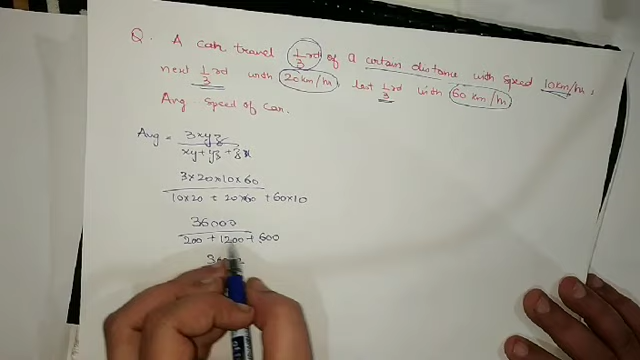 Q. A car travel 1/3rd of a certain distance with speed 10km/hr,
next 1/3rd with 20km/hr, last 1/3rd with 60 km/hr
Avg speed of car.
Avg = 3xyz
xy+yz+zx
3×20×10×60
10×20 + 20×60 + 60×10
36000
200 + 1200 + 600